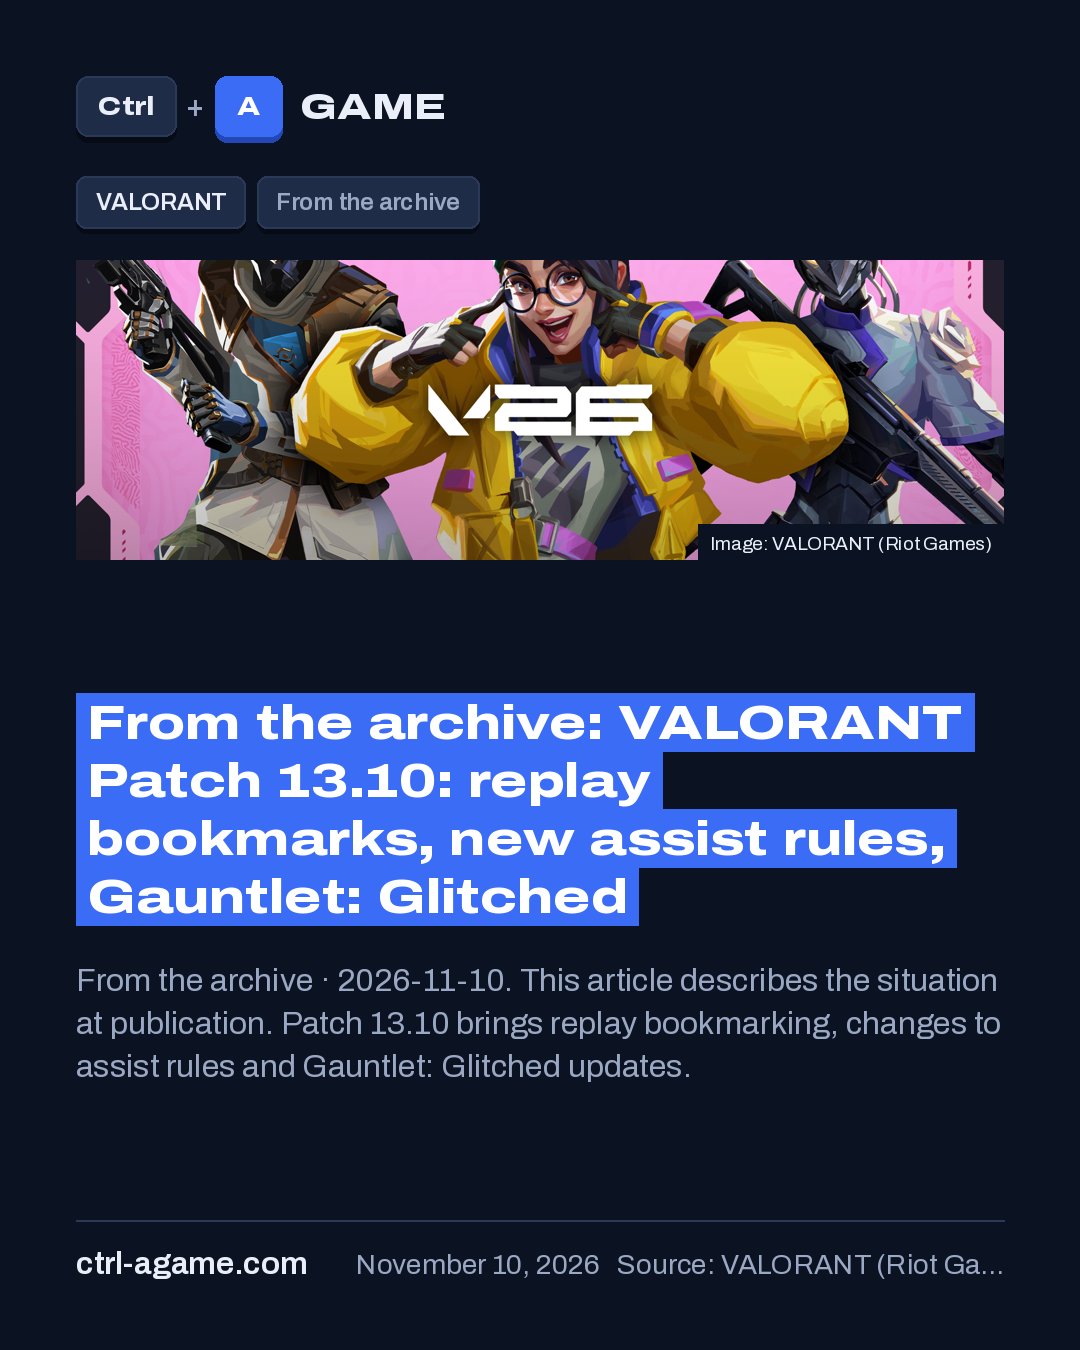 Ctrl + A GAME
VALORANT From the archive
V26
Image: VALORANT (Riot Games)
From the archive: VALORANT
Patch 13.10: replay
bookmarks, new assist rules,
Gauntlet: Glitched
From the archive · 2026-11-10. This article describes the situation
at publication. Patch 13.10 brings replay bookmarking, changes to
assist rules and Gauntlet: Glitched updates.
ctrl-agame.com November 10, 2026 Source: VALORANT (Riot Ga...